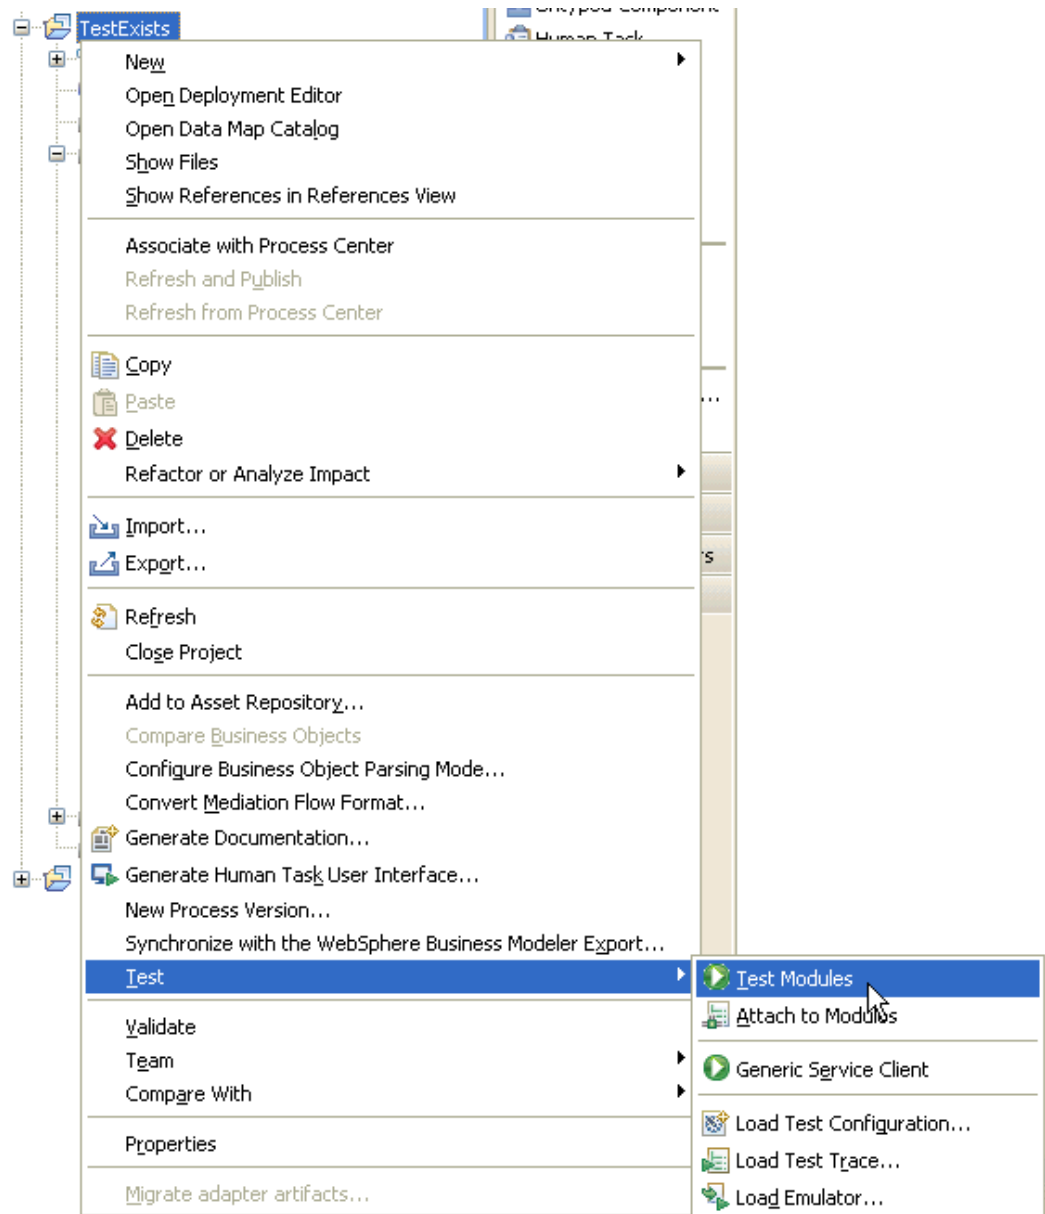 TestExists
Untyped Component
Human Task
New
Open Deployment Editor
Open Data Map Catalog
Show Files
Show References in References View
Associate with Process Center
Refresh and Publish
Refresh from Process Center
Copy
Paste
...
Delete
Refactor or Analyze Impact
Import...
Export...
s
Refresh
Close Project
Add to Asset Repository...
Compare Business Objects
Configure Business Object Parsing Mode...
Convert Mediation Flow Format...
Generate Documentation...
Generate Human Task User Interface...
New Process Version...
Synchronize with the WebSphere Business Modeler Export...
Test
Test Modules
Attach to Modules
Generic Service Client
Load Test Configuration...
Load Test Trace...
Load Emulator...
Validate
Team
Compare With
Properties
Migrate adapter artifacts...